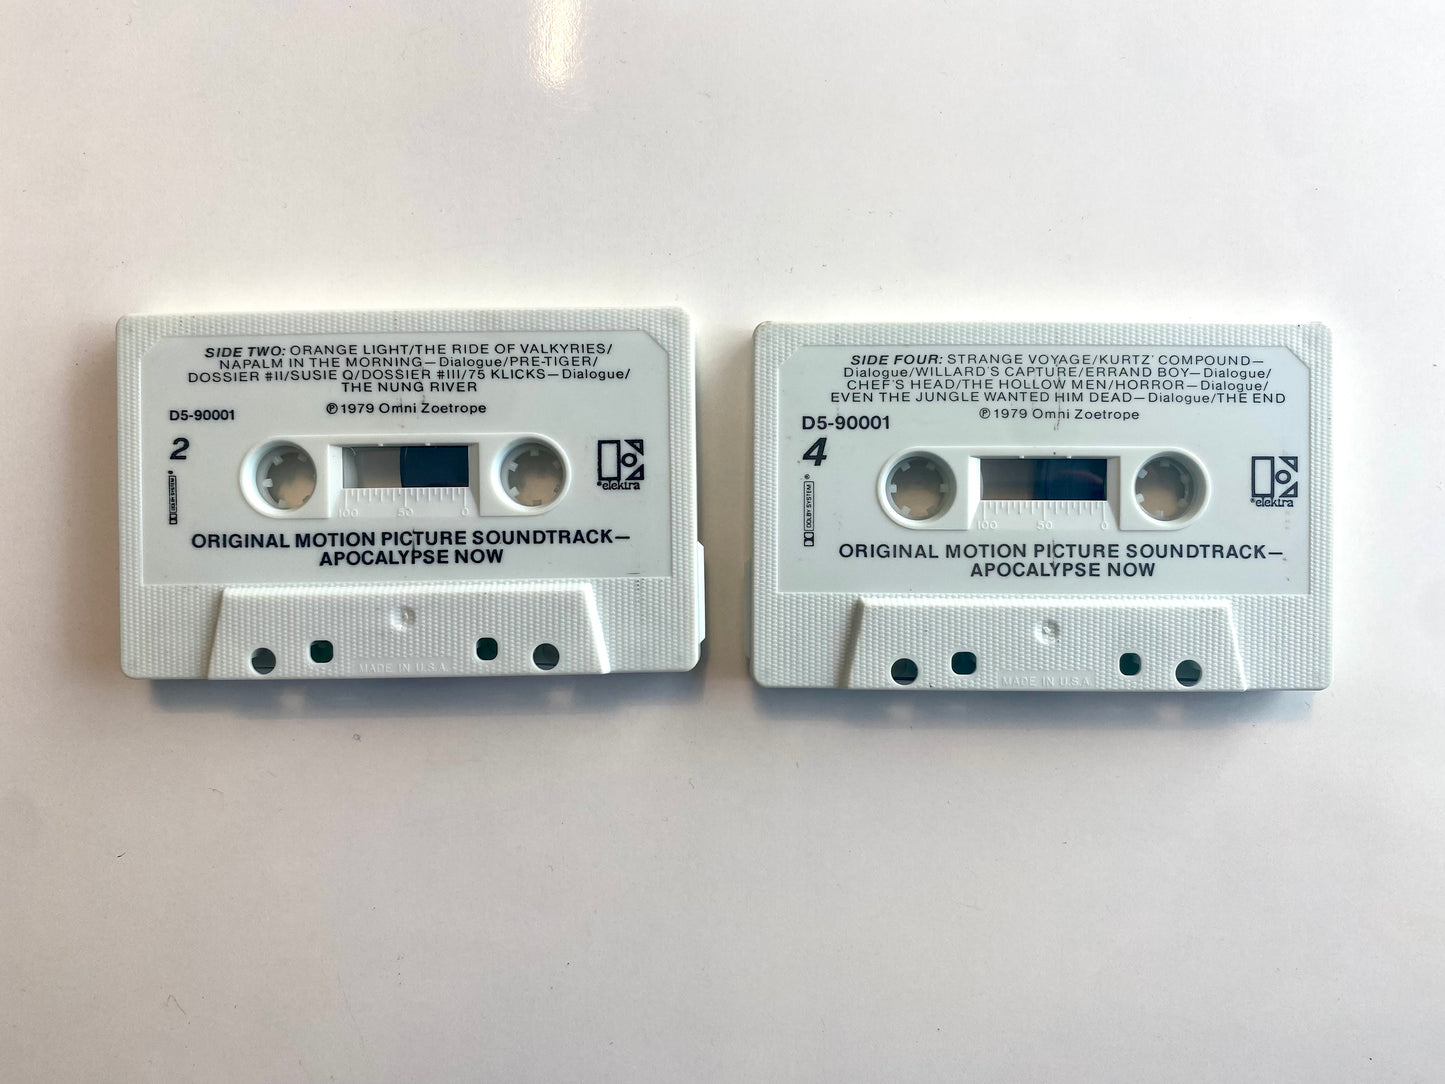 SIDE TWO: ORANGE LIGHT/THE RIDE OF VALKYRIES/
NAPALM IN THE MORNING—Dialogue/PRE-TIGER/
DOSSIER #II/SUSIE Q/DOSSIER #III/75 KLICKS—Dialogue/
THE NUNG RIVER
℗1979 Omni Zoetrope
D5-90001
2
DOLBY SYSTEM
®elektra
100 50 0
ORIGINAL MOTION PICTURE SOUNDTRACK—
APOCALYPSE NOW
MADE IN U.S.A.
SIDE FOUR: STRANGE VOYAGE/KURTZ' COMPOUND—
Dialogue/WILLARD'S CAPTURE/ERRAND BOY—Dialogue/
CHEF'S HEAD/THE HOLLOW MEN/HORROR—Dialogue/
EVEN THE JUNGLE WANTED HIM DEAD—Dialogue/THE END
℗1979 Omni Zoetrope
D5-90001
4
DOLBY SYSTEM ®
®elektra
100 50 0
ORIGINAL MOTION PICTURE SOUNDTRACK—
APOCALYPSE NOW
MADE IN U.S.A.